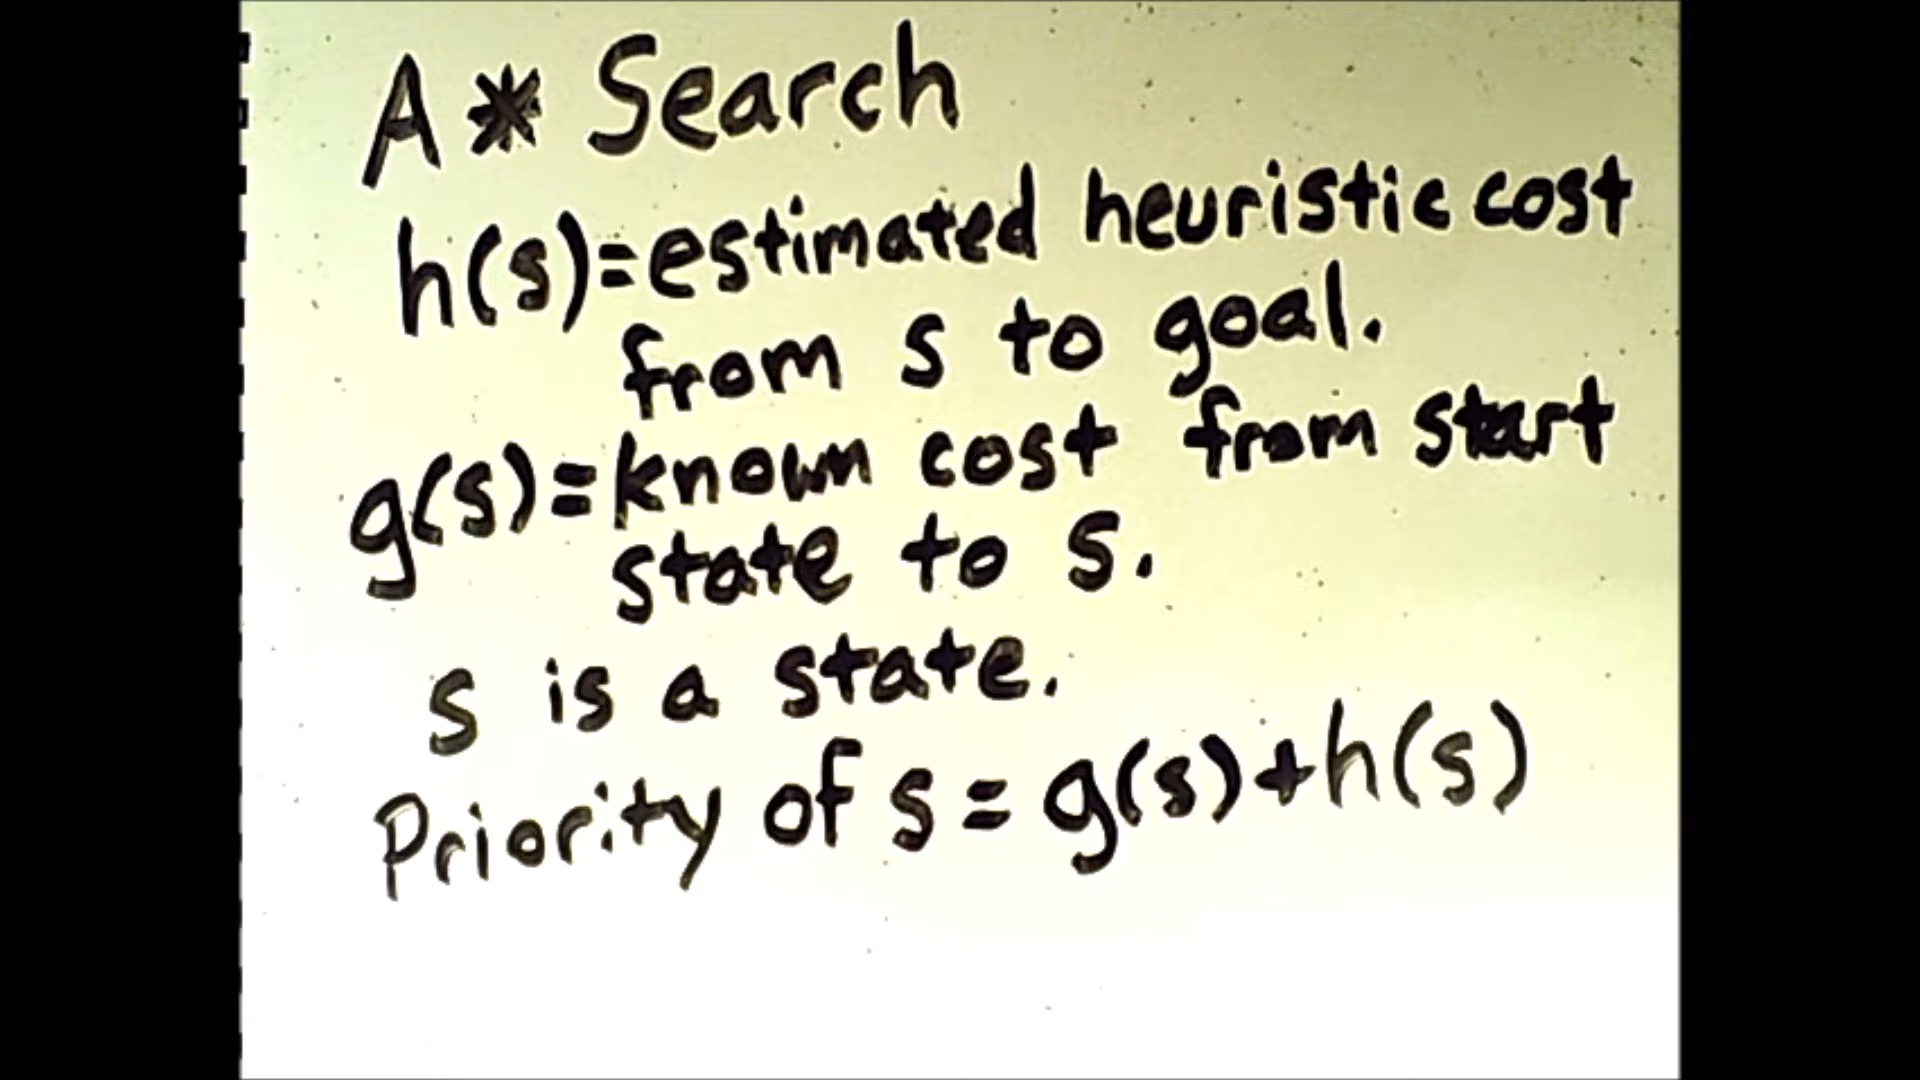 A* Search
h(s)=estimated heuristic cost
from s to goal.
g(s)=known cost from start
state to s.
s is a state.
Priority of s = g(s)+h(s)